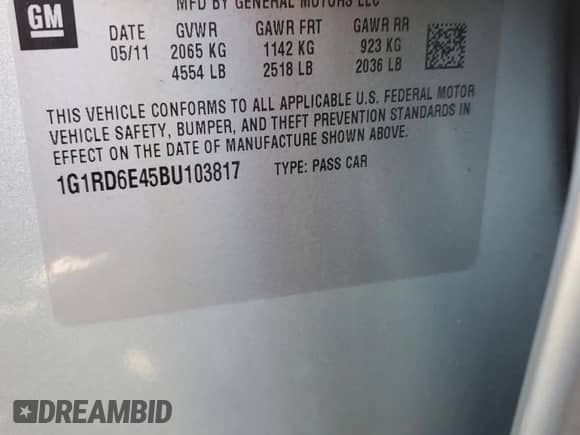 MFD BY GENERAL MOTORS LLC
GM
DATE GVWR GAWR FRT GAWR RR
05/11 2065 KG 1142 KG 923 KG
4554 LB 2518 LB 2036 LB
THIS VEHICLE CONFORMS TO ALL APPLICABLE U.S. FEDERAL MOTOR
VEHICLE SAFETY, BUMPER, AND THEFT PREVENTION STANDARDS IN
EFFECT ON THE DATE OF MANUFACTURE SHOWN ABOVE.
1G1RD6E45BU103817 TYPE: PASS CAR
DREAMBID